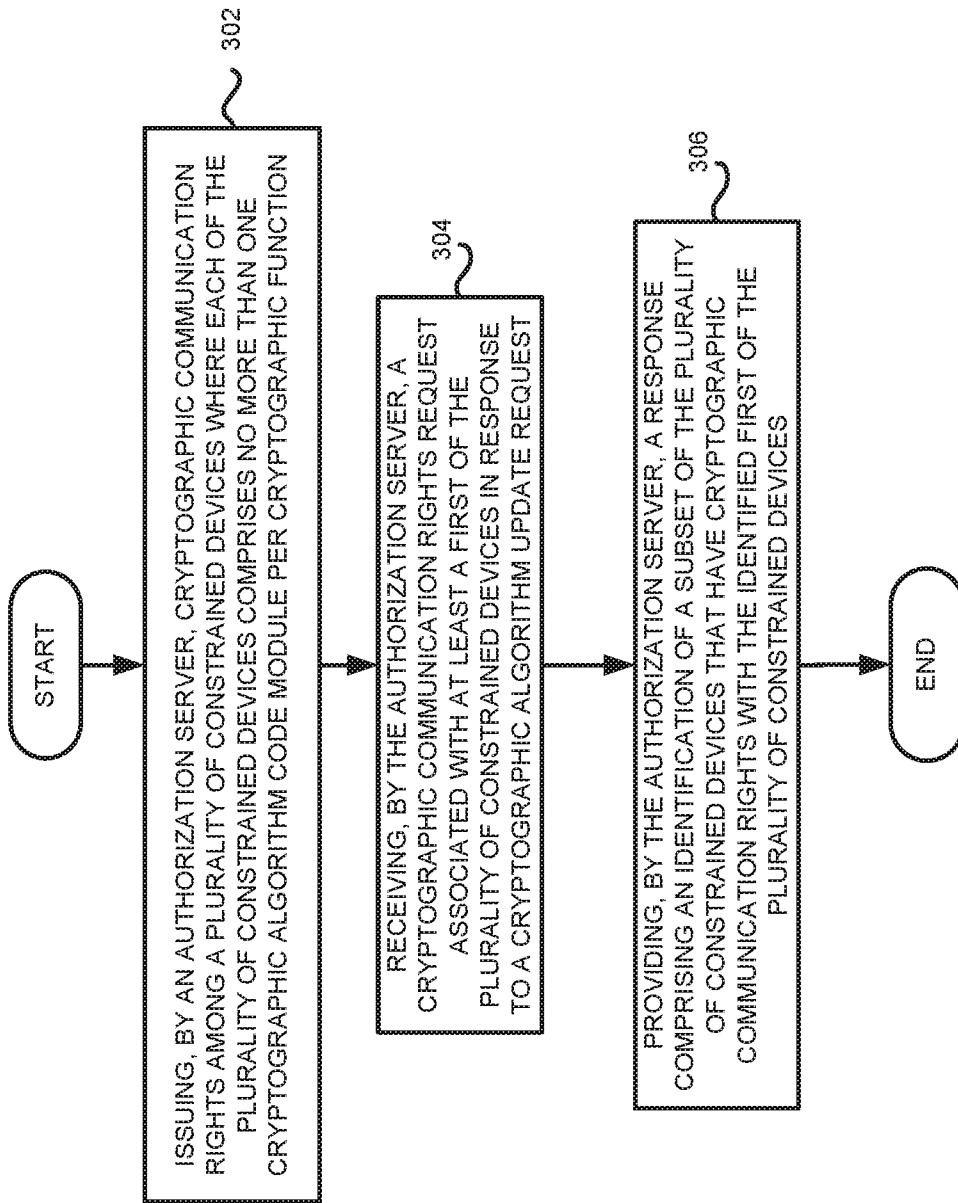 START
ISSUING, BY AN AUTHORIZATION SERVER, CRYPTOGRAPHIC COMMUNICATION
RIGHTS AMONG A PLURALITY OF CONSTRAINED DEVICES WHERE EACH OF THE
PLURALITY OF CONSTRAINED DEVICES COMPRISES NO MORE THAN ONE
CRYPTOGRAPHIC ALGORITHM CODE MODULE PER CRYPTOGRAPHIC FUNCTION
302
RECEIVING, BY THE AUTHORIZATION SERVER, A
CRYPTOGRAPHIC COMMUNICATION RIGHTS REQUEST
ASSOCIATED WITH AT LEAST A FIRST OF THE
PLURALITY OF CONSTRAINED DEVICES IN RESPONSE
TO A CRYPTOGRAPHIC ALGORITHM UPDATE REQUEST
304
PROVIDING, BY THE AUTHORIZATION SERVER, A RESPONSE
COMPRISING AN IDENTIFICATION OF A SUBSET OF THE PLURALITY
OF CONSTRAINED DEVICES THAT HAVE CRYPTOGRAPHIC
COMMUNICATION RIGHTS WITH THE IDENTIFIED FIRST OF THE
PLURALITY OF CONSTRAINED DEVICES
306
END